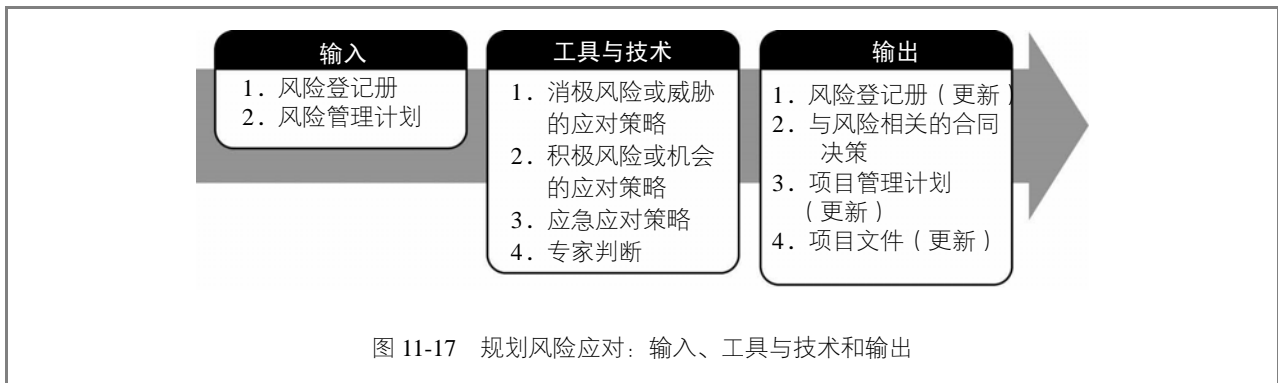 输入
1. 风险登记册
2. 风险管理计划
工具与技术
1. 消极风险或威胁
的应对策略
2. 积极风险或机会
的应对策略
3. 应急应对策略
4. 专家判断
输出
1. 风险登记册（更新）
2. 与风险相关的合同
决策
3. 项目管理计划
（更新）
4. 项目文件（更新）
图 11-17 规划风险应对：输入、工具与技术和输出